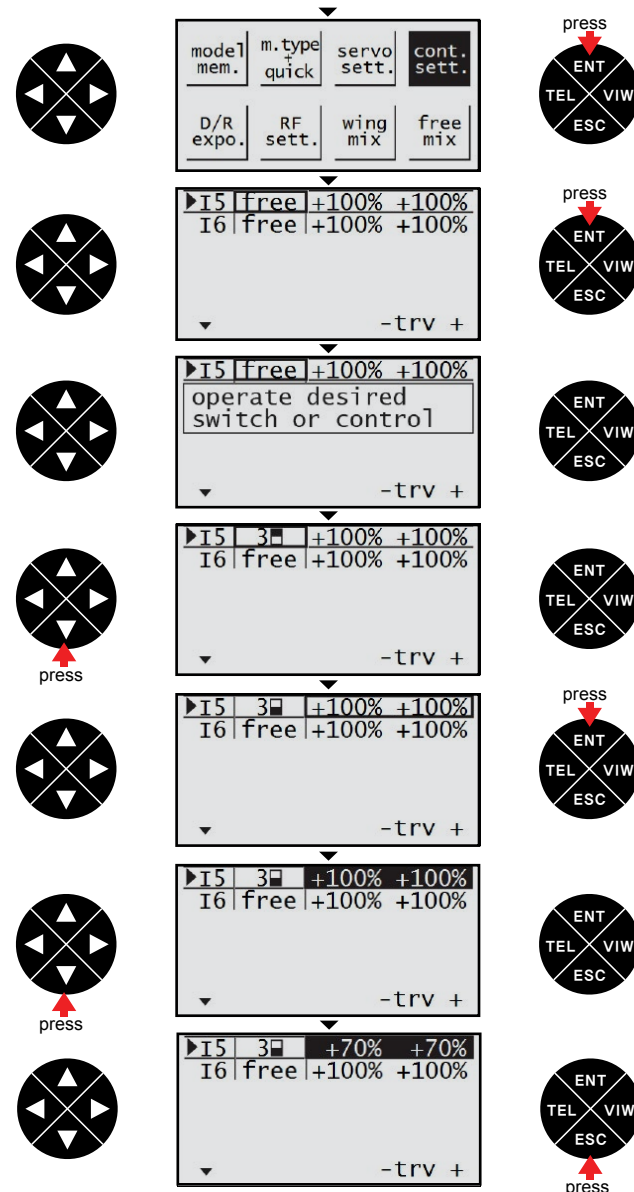 press
model m.type servo cont.
mem. + quick sett. sett.
D/R RF wing free
expo. sett. mix mix
ENT
TEL VIW
ESC
press
I5 free +100% +100%
I6 free +100% +100%
-trv +
ENT
TEL VIW
ESC
I5 free +100% +100%
operate desired
switch or control
-trv +
ENT
TEL VIW
ESC
I5 3 +100% +100%
I6 free +100% +100%
-trv +
ENT
TEL VIW
ESC
press
press
I5 3 +100% +100%
I6 free +100% +100%
-trv +
ENT
TEL VIW
ESC
I5 3 +100% +100%
I6 free +100% +100%
-trv +
ENT
TEL VIW
ESC
press
I5 3 +70% +70%
I6 free +100% +100%
-trv +
ENT
TEL VIW
ESC
press